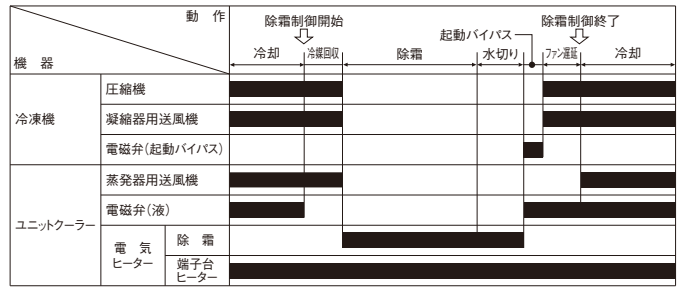 動 作
機 器
除霜制御開始
起動バイパス
除霜制御終了
冷却
冷媒回収
除霜
水切り
ファン遅延
冷却
冷凍機
圧縮機
凝縮器用送風機
電磁弁(起動バイパス)
ユニットクーラー
蒸発器用送風機
電磁弁(液)
電 気
ヒーター
除 霜
端子台
ヒーター